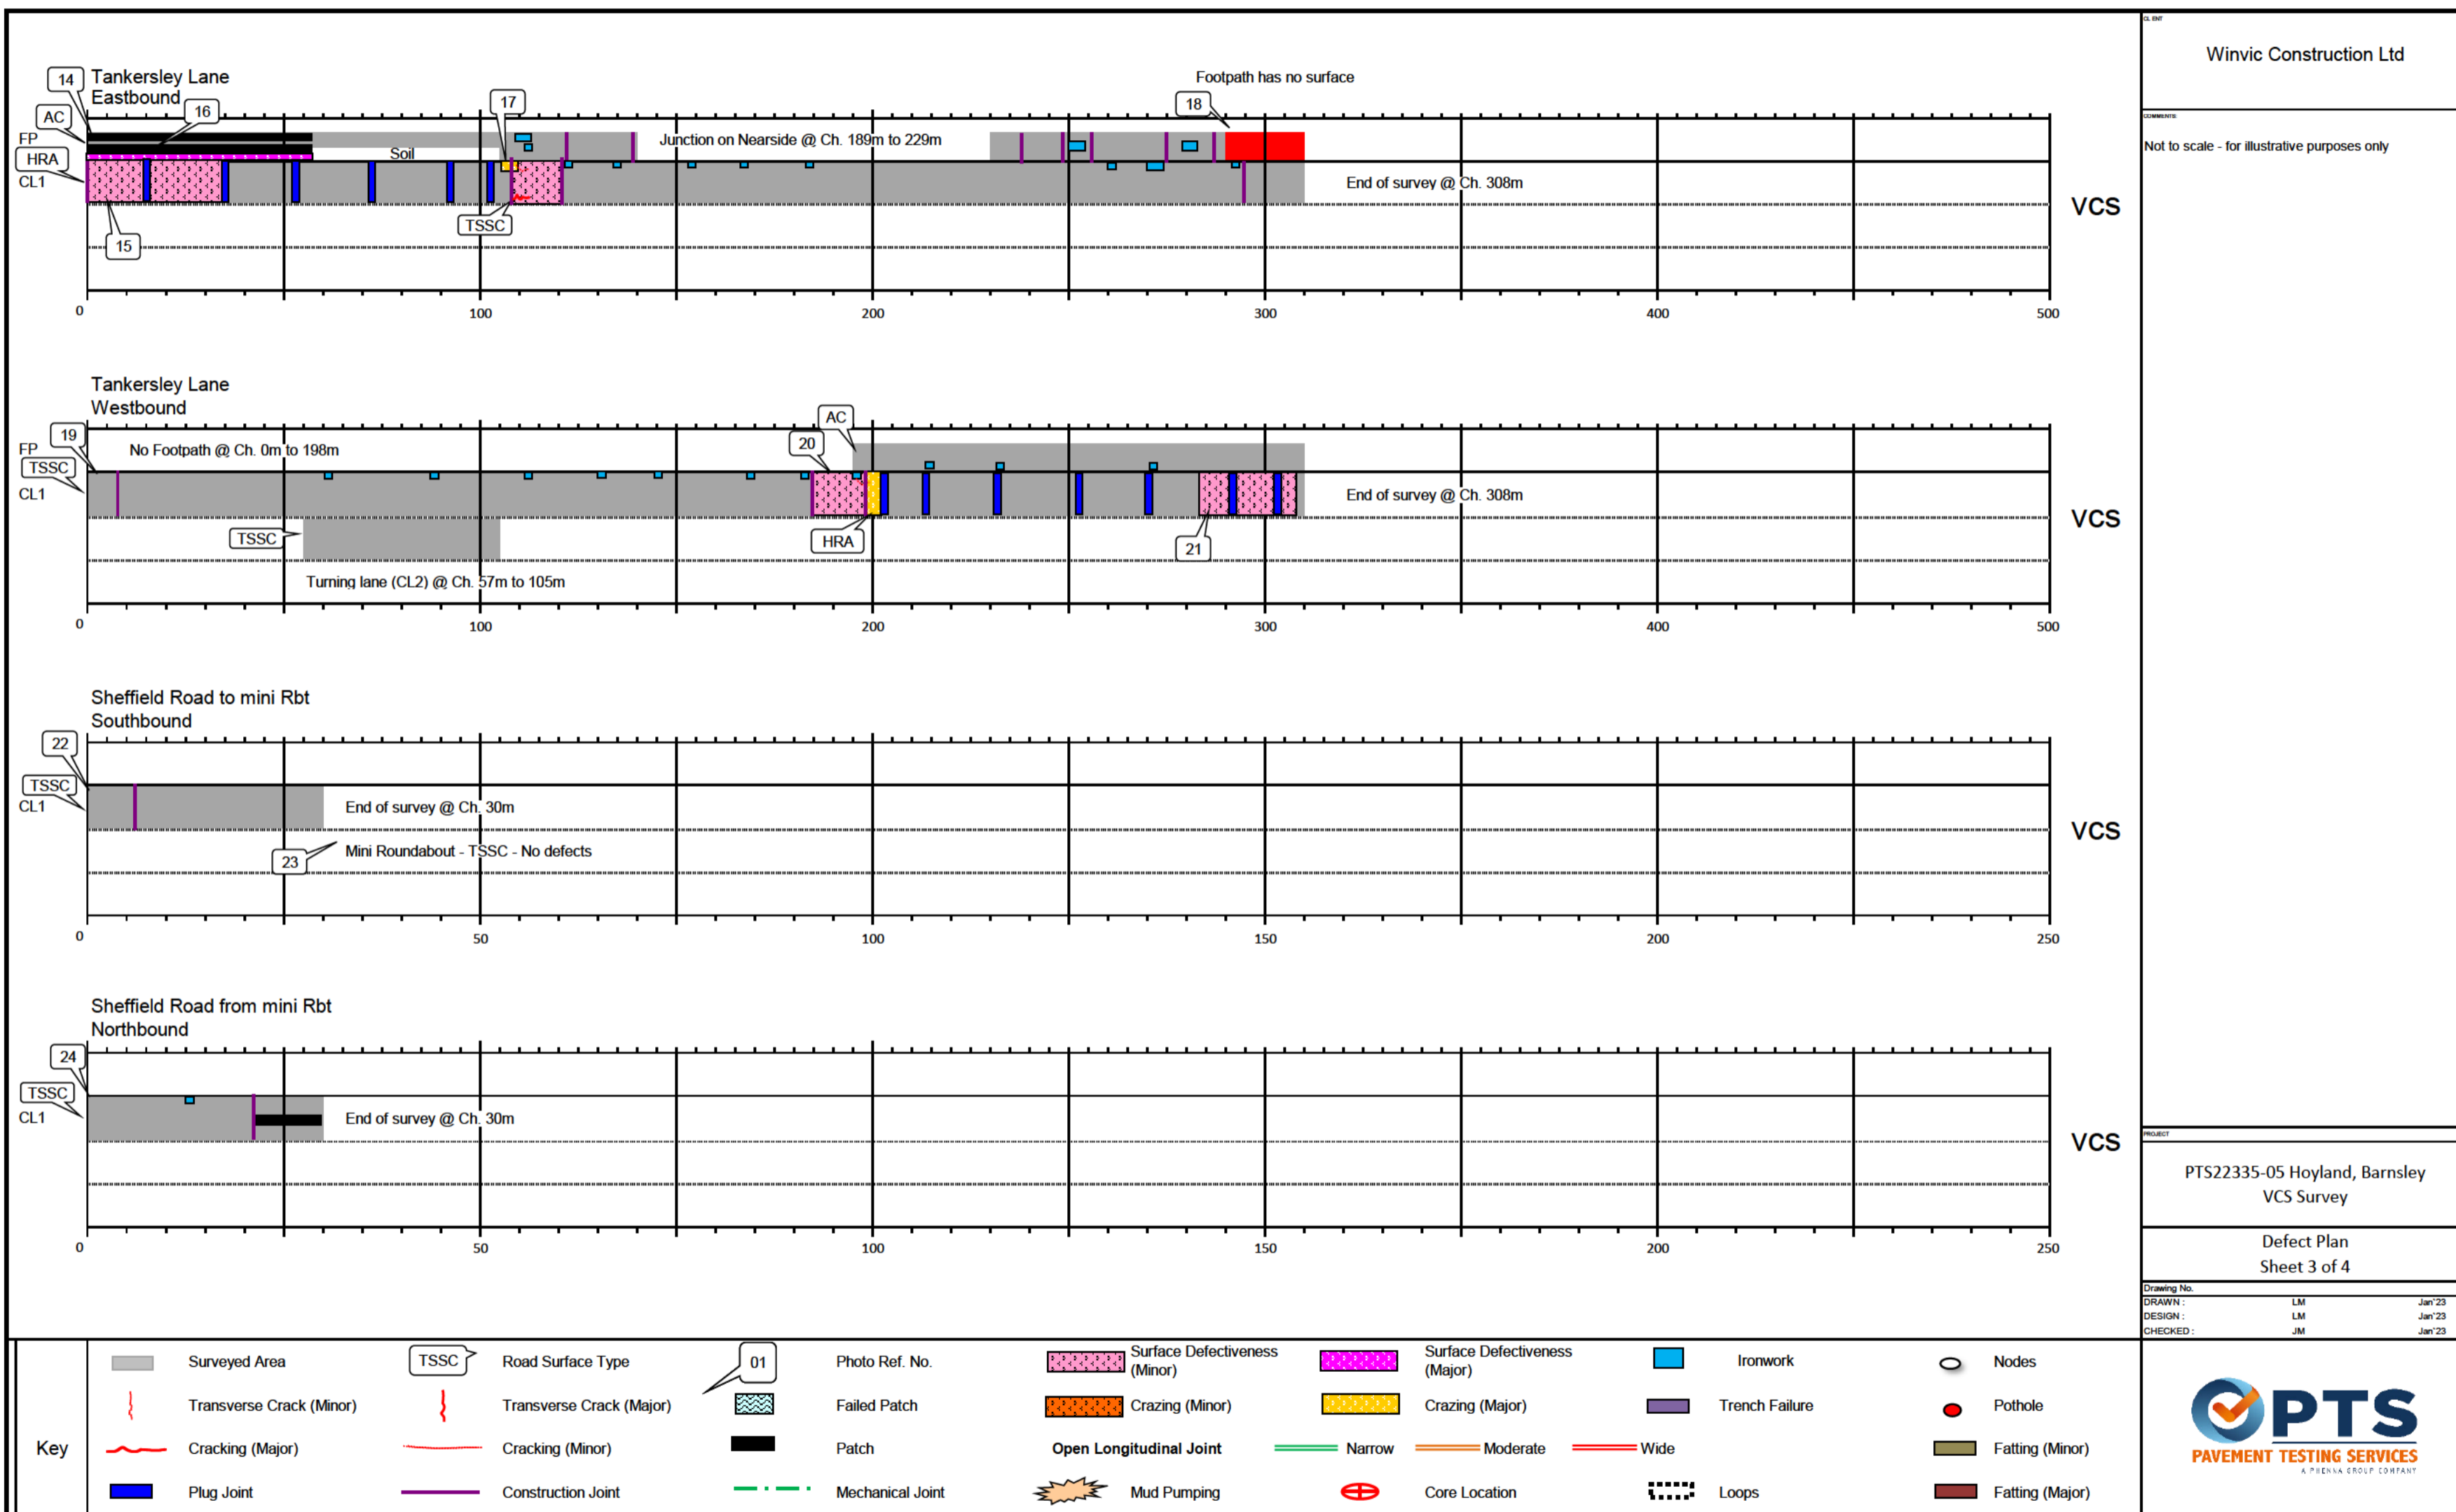 CLIENT
Winvic Construction Ltd
COMMENTS:
Not to scale - for illustrative purposes only
Tankersley Lane
Eastbound
14
AC
16
17
Footpath has no surface
18
FP
HRA
CL1
Soil
Junction on Nearside @ Ch. 189m to 229m
End of survey @ Ch. 308m
VCS
15
TSSC
0
100
200
300
400
500
Tankersley Lane
Westbound
FP
19
No Footpath @ Ch. 0m to 198m
20
AC
TSSC
CL1
End of survey @ Ch. 308m
VCS
TSSC
HRA
21
Turning lane (CL2) @ Ch. 57m to 105m
0
100
200
300
400
500
Sheffield Road to mini Rbt
Southbound
22
TSSC
CL1
End of survey @ Ch. 30m
VCS
23
Mini Roundabout - TSSC - No defects
0
50
100
150
200
250
Sheffield Road from mini Rbt
Northbound
24
TSSC
CL1
End of survey @ Ch. 30m
VCS
0
50
100
150
200
250
PROJECT
PTS22335-05 Hoyland, Barnsley
VCS Survey
Defect Plan
Sheet 3 of 4
Drawing No.
DRAWN : LM Jan'23
DESIGN : LM Jan'23
CHECKED : JM Jan'23
Key
Surveyed Area
TSSC
Road Surface Type
01
Photo Ref. No.
Surface Defectiveness
(Minor)
Surface Defectiveness
(Major)
Ironwork
Nodes
Transverse Crack (Minor)
Transverse Crack (Major)
Failed Patch
Crazing (Minor)
Crazing (Major)
Trench Failure
Pothole
Cracking (Major)
Cracking (Minor)
Patch
Open Longitudinal Joint
Narrow
Moderate
Wide
Fatting (Minor)
Plug Joint
Construction Joint
Mechanical Joint
Mud Pumping
Core Location
Loops
Fatting (Major)
PTS
PAVEMENT TESTING SERVICES
A PHENNA GROUP COMPANY